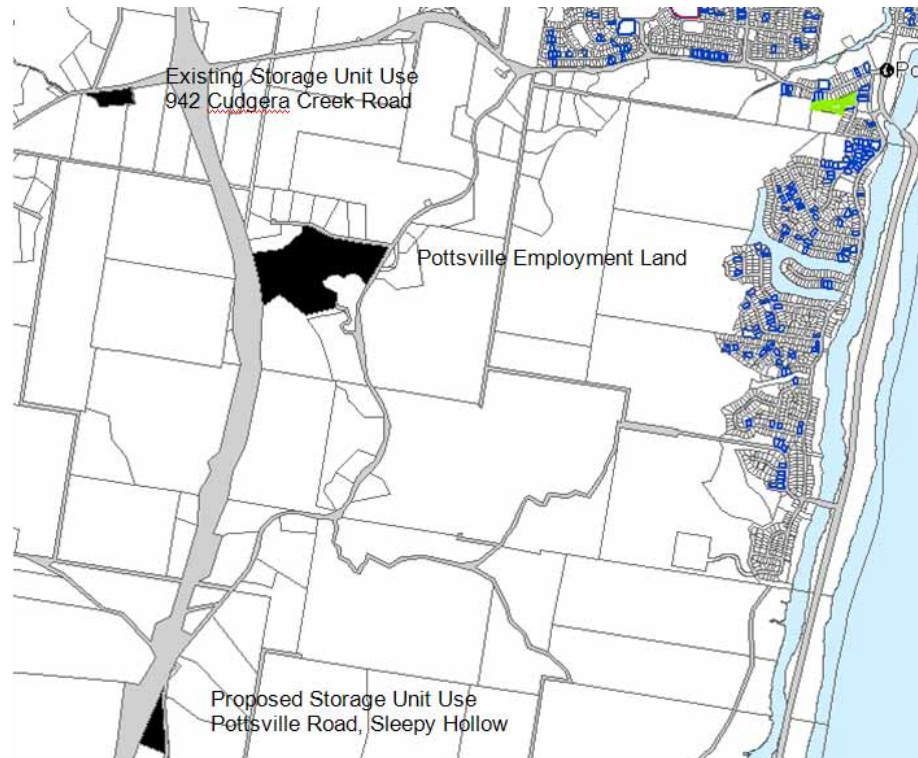 Existing Storage Unit Use
942 Cudgera Creek Road
Po
Pottsville Employment Land
Proposed Storage Unit Use
Pottsville Road, Sleepy Hollow